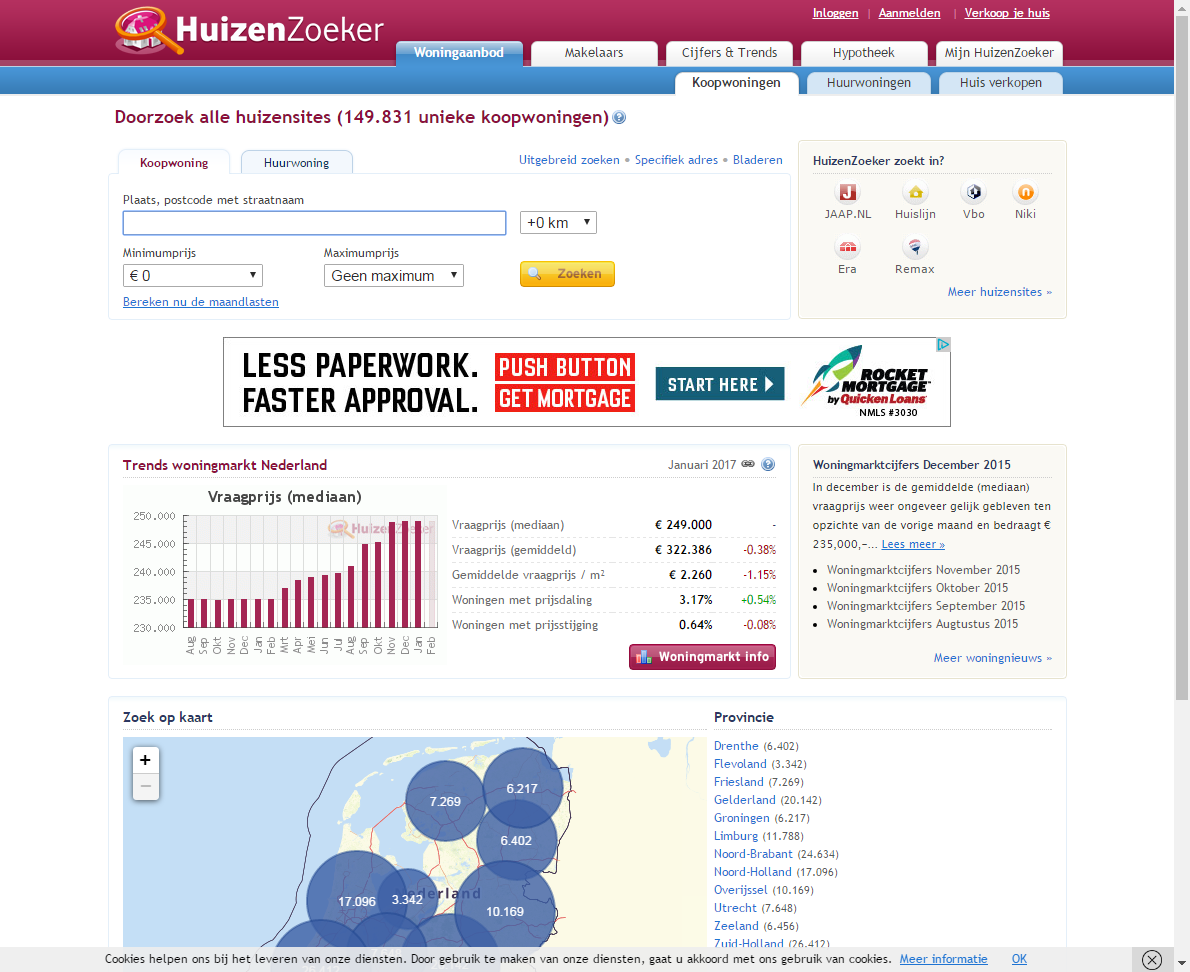 HuizenZoeker
Inloggen | Aanmelden | Verkoop je huis
Woningaanbod Makelaars Cijfers & Trends Hypotheek Mijn HuizenZoeker
Koopwoningen Huurwoningen Huis verkopen
Doorzoek alle huizensites (149.831 unieke koopwoningen)
Koopwoning Huurwoning
Uitgebreid zoeken • Specifiek adres • Bladeren
Plaats, postcode met straatnaam
+0 km
Minimumprijs Maximumprijs
€ 0 Geen maximum Zoeken
Bereken nu de maandlasten
HuizenZoeker zoekt in?
JAAP.NL Huislijn Vbo Niki
Era Remax
Meer huizensites »
LESS PAPERWORK.
FASTER APPROVAL.
PUSH BUTTON
GET MORTGAGE
START HERE
ROCKET
MORTGAGE
by Quicken Loans
NMLS #3030
Trends woningmarkt Nederland
Januari 2017
Vraagprijs (mediaan)
HuizenZoeker
250.000
245.000
240.000
235.000
230.000
Aug Sep Okt Nov Dec Jan Feb Mrt Apr Mei Jun Jul Aug Sep Okt Nov Dec Jan Feb
Vraagprijs (mediaan) € 249.000 -
Vraagprijs (gemiddeld) € 322.386 -0.38%
Gemiddelde vraagprijs / m² € 2.260 -1.15%
Woningen met prijsdaling 3.17% +0.54%
Woningen met prijsstijging 0.64% -0.08%
Woningmarkt info
Woningmarktcijfers December 2015
In december is de gemiddelde (mediaan)
vraagprijs weer ongeveer gelijk gebleven ten
opzichte van de vorige maand en bedraagt €
235,000,-... Lees meer »
Woningmarktcijfers November 2015
Woningmarktcijfers Oktober 2015
Woningmarktcijfers September 2015
Woningmarktcijfers Augtustus 2015
Meer woningnieuws »
Zoek op kaart
+
−
7.269
6.217
6.402
Nederland
17.096
3.342
10.169
Provincie
Drenthe (6.402)
Flevoland (3.342)
Friesland (7.269)
Gelderland (20.142)
Groningen (6.217)
Limburg (11.788)
Noord-Brabant (24.634)
Noord-Holland (17.096)
Overijssel (10.169)
Utrecht (7.648)
Zeeland (6.456)
Zuid-Holland (26.412)
Cookies helpen ons bij het leveren van onze diensten. Door gebruik te maken van onze diensten, gaat u akkoord met ons gebruik van cookies. Meer informatie OK